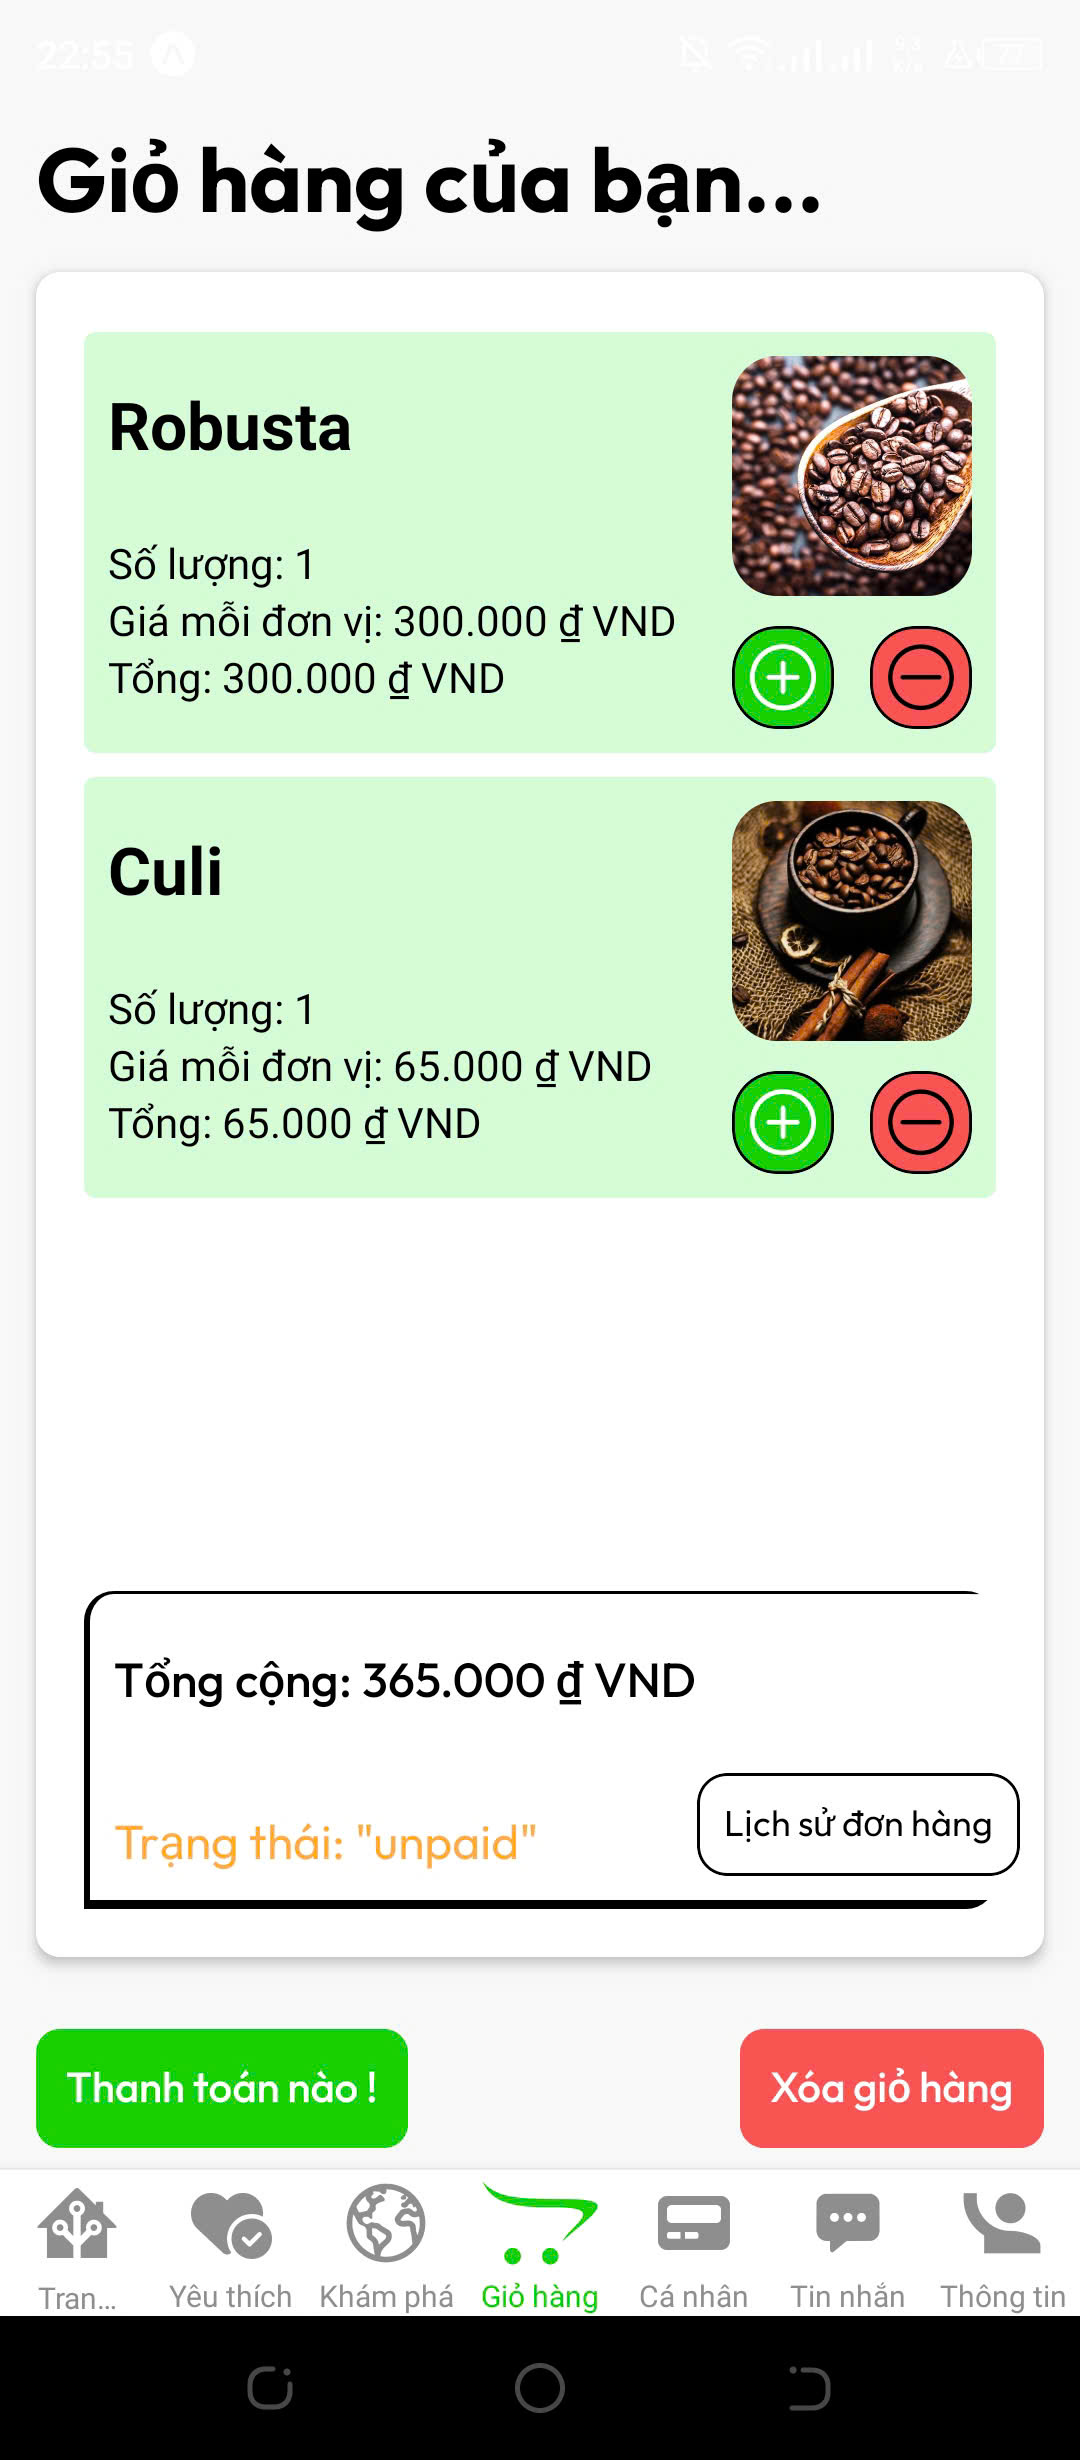 22:55
Giỏ hàng của bạn...
Robusta
Số lượng: 1
Giá mỗi đơn vị: 300.000 ₫ VND
Tổng: 300.000 ₫ VND
Culi
Số lượng: 1
Giá mỗi đơn vị: 65.000 ₫ VND
Tổng: 65.000 ₫ VND
Tổng cộng: 365.000 ₫ VND
Trạng thái: "unpaid"
Lịch sử đơn hàng
Thanh toán nào !
Xóa giỏ hàng
Tran...
Yêu thích
Khám phá
Giỏ hàng
Cá nhân
Tin nhắn
Thông tin